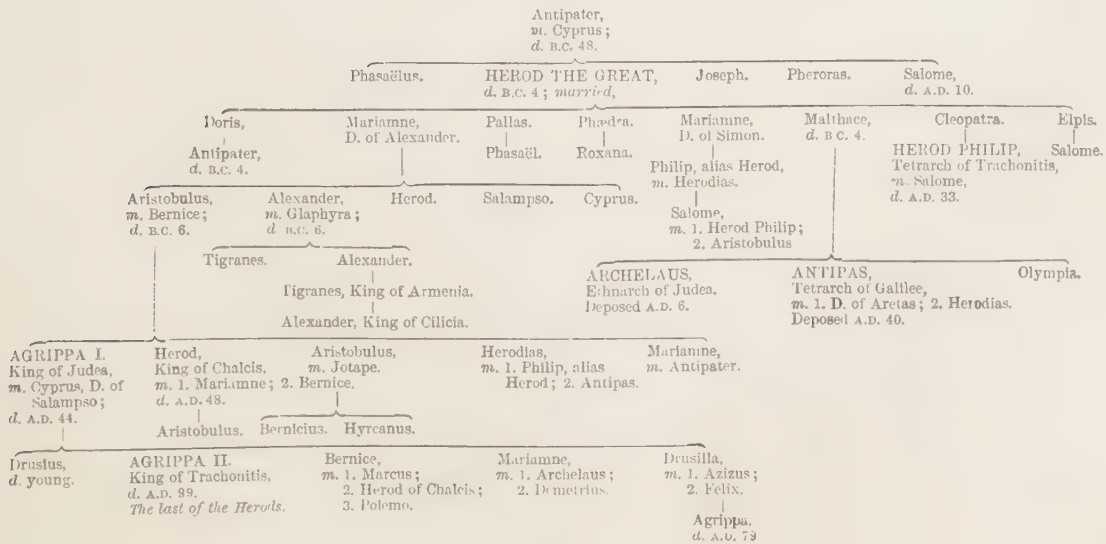 Antipater,
m. Cyprus;
d. B.C. 48.
Phasaëlus. HEROD THE GREAT, Joseph. Pheroras. Salome,
d. B.C. 4; married, d. A.D. 10.
Doris, Mariamne, Pallas. Phædra. Mariamne, Malthace, Cleopatra. Elpis.
D. of Alexander. D. of Simon. d. B C. 4.
Antipater, Phasaël. Roxana. HEROD PHILIP, Salome.
d. B.C. 4. Philip, alias Herod, Tetrarch of Trachonitis,
m. Herodias. m. Salome,
d. A.D. 33.
Aristobulus, Alexander, Herod. Salampso. Cyprus.
m. Bernice; m. Glaphyra; Salome,
d. B.C. 6. d B.C. 6. m. 1. Herod Philip;
2. Aristobulus
Tigranes. Alexander.
ARCHELAUS, ANTIPAS, Olympia.
Ethnarch of Judea. Tetrarch of Galilee,
Tigranes, King of Armenia. Deposed A.D. 6. m. 1. D. of Aretas; 2. Herodias.
Deposed A.D. 40.
Alexander, King of Cilicia.
AGRIPPA I. Herod, Aristobulus, Herodias, Mariamne,
King of Judea, King of Chalcis, m. Jotape. m. 1. Philip, alias m. Antipater.
m. Cyprus, D. of m. 1. Mariamne; 2. Bernice. Herod; 2. Antipas.
Salampso; d. A.D. 48.
d. A.D. 44.
Aristobulus. Bernicius. Hyrcanus.
Drusius, AGRIPPA II. Bernice, Mariamne, Drusilla,
d. young. King of Trachonitis, m. 1. Marcus; m. 1. Archelaus; m. 1. Azizus;
d. A.D. 99. 2. Herod of Chalcis; 2. Demetrius. 2. Felix.
The last of the Herods. 3. Polemo.
Agrippa.
d. A.D. 79